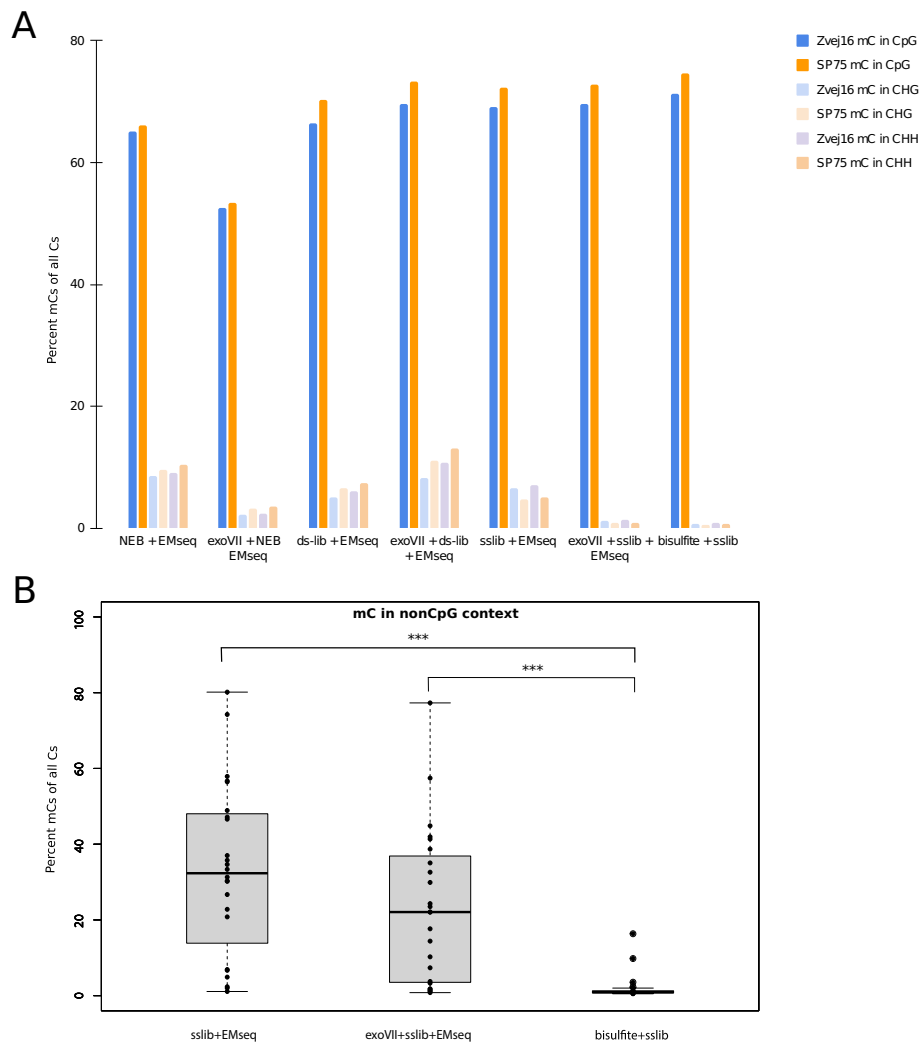 A
80
60
40
20
0
Percent mCs of all Cs
Zvej16 mC in CpG
SP75 mC in CpG
Zvej16 mC in CHG
SP75 mC in CHG
Zvej16 mC in CHH
SP75 mC in CHH
NEB +EMseq
exoVII +NEB
EMseq
ds-lib +EMseq
exoVII +ds-lib
+EMseq
sslib +EMseq
exoVII +sslib +
EMseq
bisulfite +sslib
B
mC in nonCpG context
***
***
100
80
60
40
20
0
Percent mCs of all Cs
sslib+EMseq
exoVII+sslib+EMseq
bisulfite+sslib